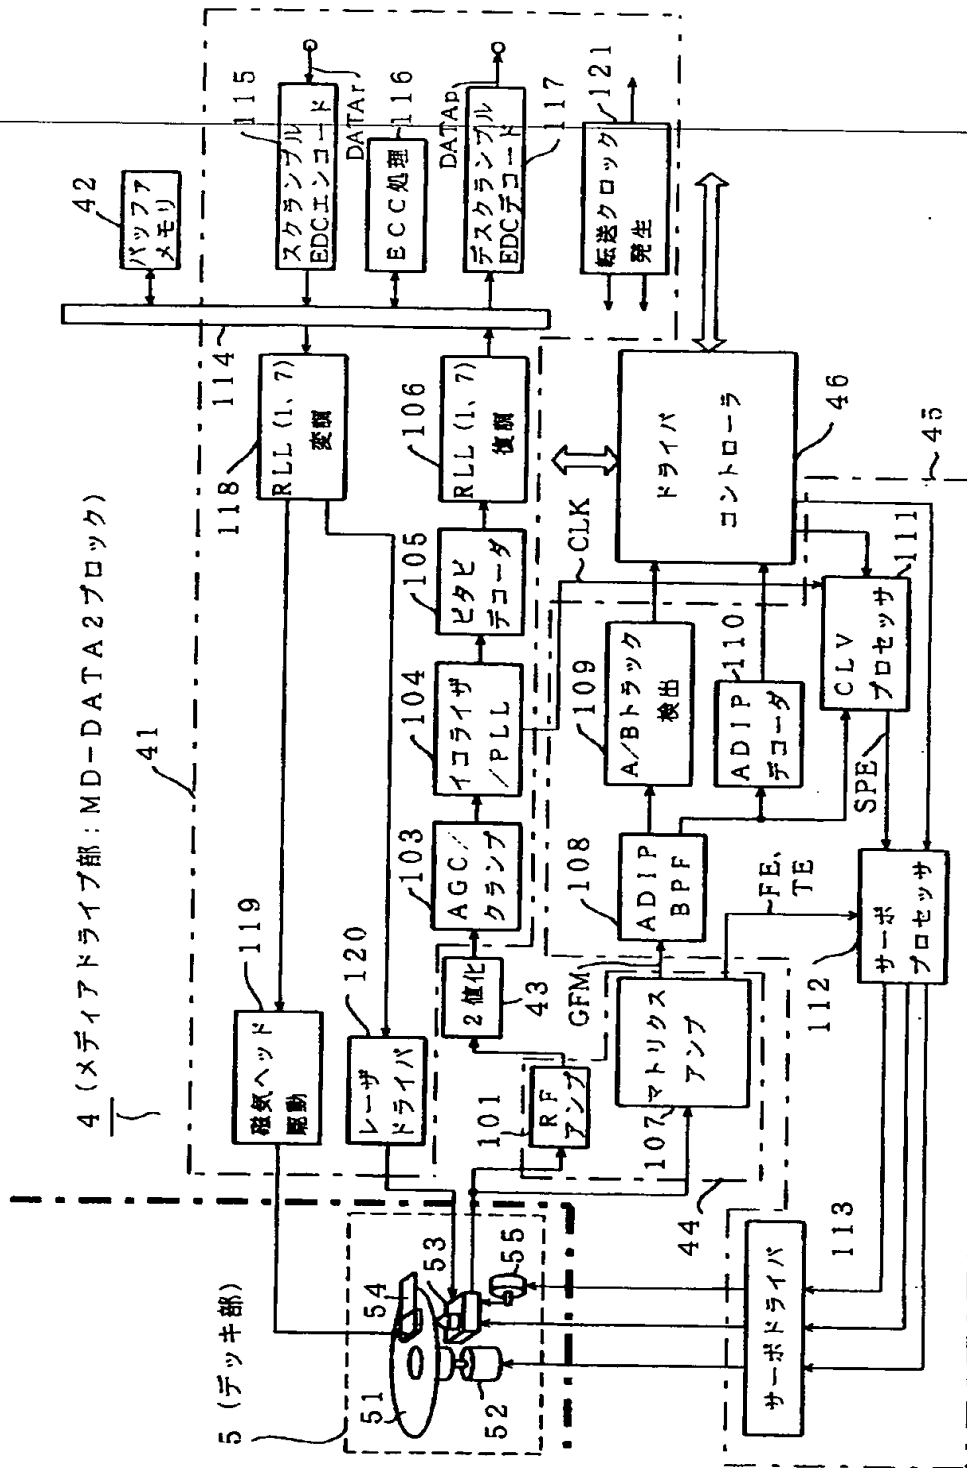 4 (メディアドライブ部:MD-DATA2ブロック)
41
42
バッファ
メモリ
114
115
スクランブル
EDCエンコード
DATAr
116
ECC処理
DATAp
デスクランブル
EDCデコード
117
転送クロック
発生
121
118
RLL(1、7)
変調
106
RLL(1、7)
復調
105
ビタビ
デコーダ
104
イコライザ
/PLL
103
AGC/
クランプ
2値化
43
119
磁気ヘッド
駆動
120
レーザ
ドライバ
101
RF
アンプ
107
マトリクス
アンプ
44
GFM
108
ADIP
BPF
109
A/Bトラック
検出
110
ADIP
デコーダ
CLK
ドライバ
コントローラ
46
45
111
CLV
プロセッサ
SPE
FE、
TE
112
サーボ
プロセッサ
113
サーボドライバ
5 (デッキ部)
51
52
53
54
55